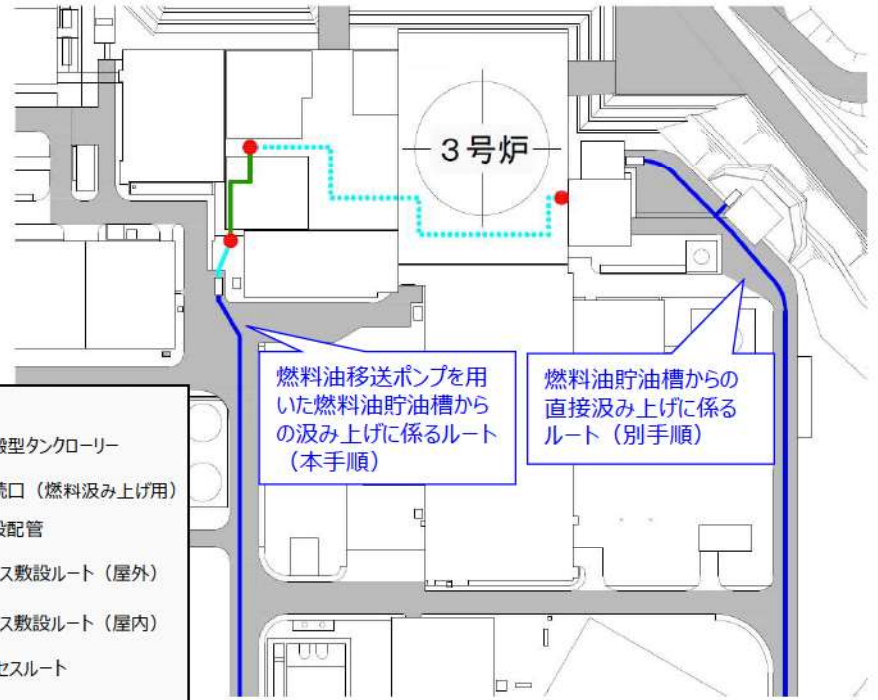 3号炉
燃料油移送ポンプを用
いた燃料油貯油槽から
の汲み上げに係るルート
（本手順）
燃料油貯油槽からの
直接汲み上げに係る
ルート（別手順）
型タンクローリー
口（燃料汲み上げ用）
配管
ス敷設ルート（屋外）
ス敷設ルート（屋内）
セスルート